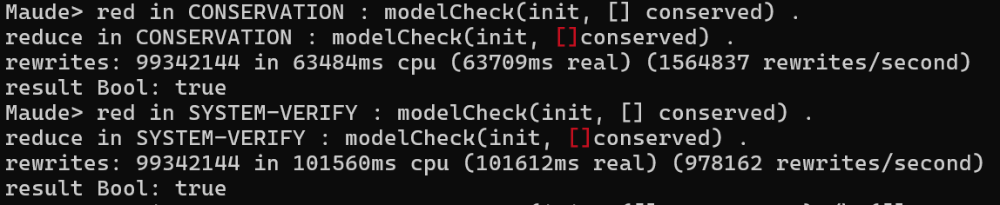 Maude> red in CONSERVATION : modelCheck(init, [] conserved) .
reduce in CONSERVATION : modelCheck(init, []conserved) .
rewrites: 99342144 in 63484ms cpu (63709ms real) (1564837 rewrites/second)
result Bool: true
Maude> red in SYSTEM-VERIFY : modelCheck(init, [] conserved) .
reduce in SYSTEM-VERIFY : modelCheck(init, []conserved) .
rewrites: 99342144 in 101560ms cpu (101612ms real) (978162 rewrites/second)
result Bool: true